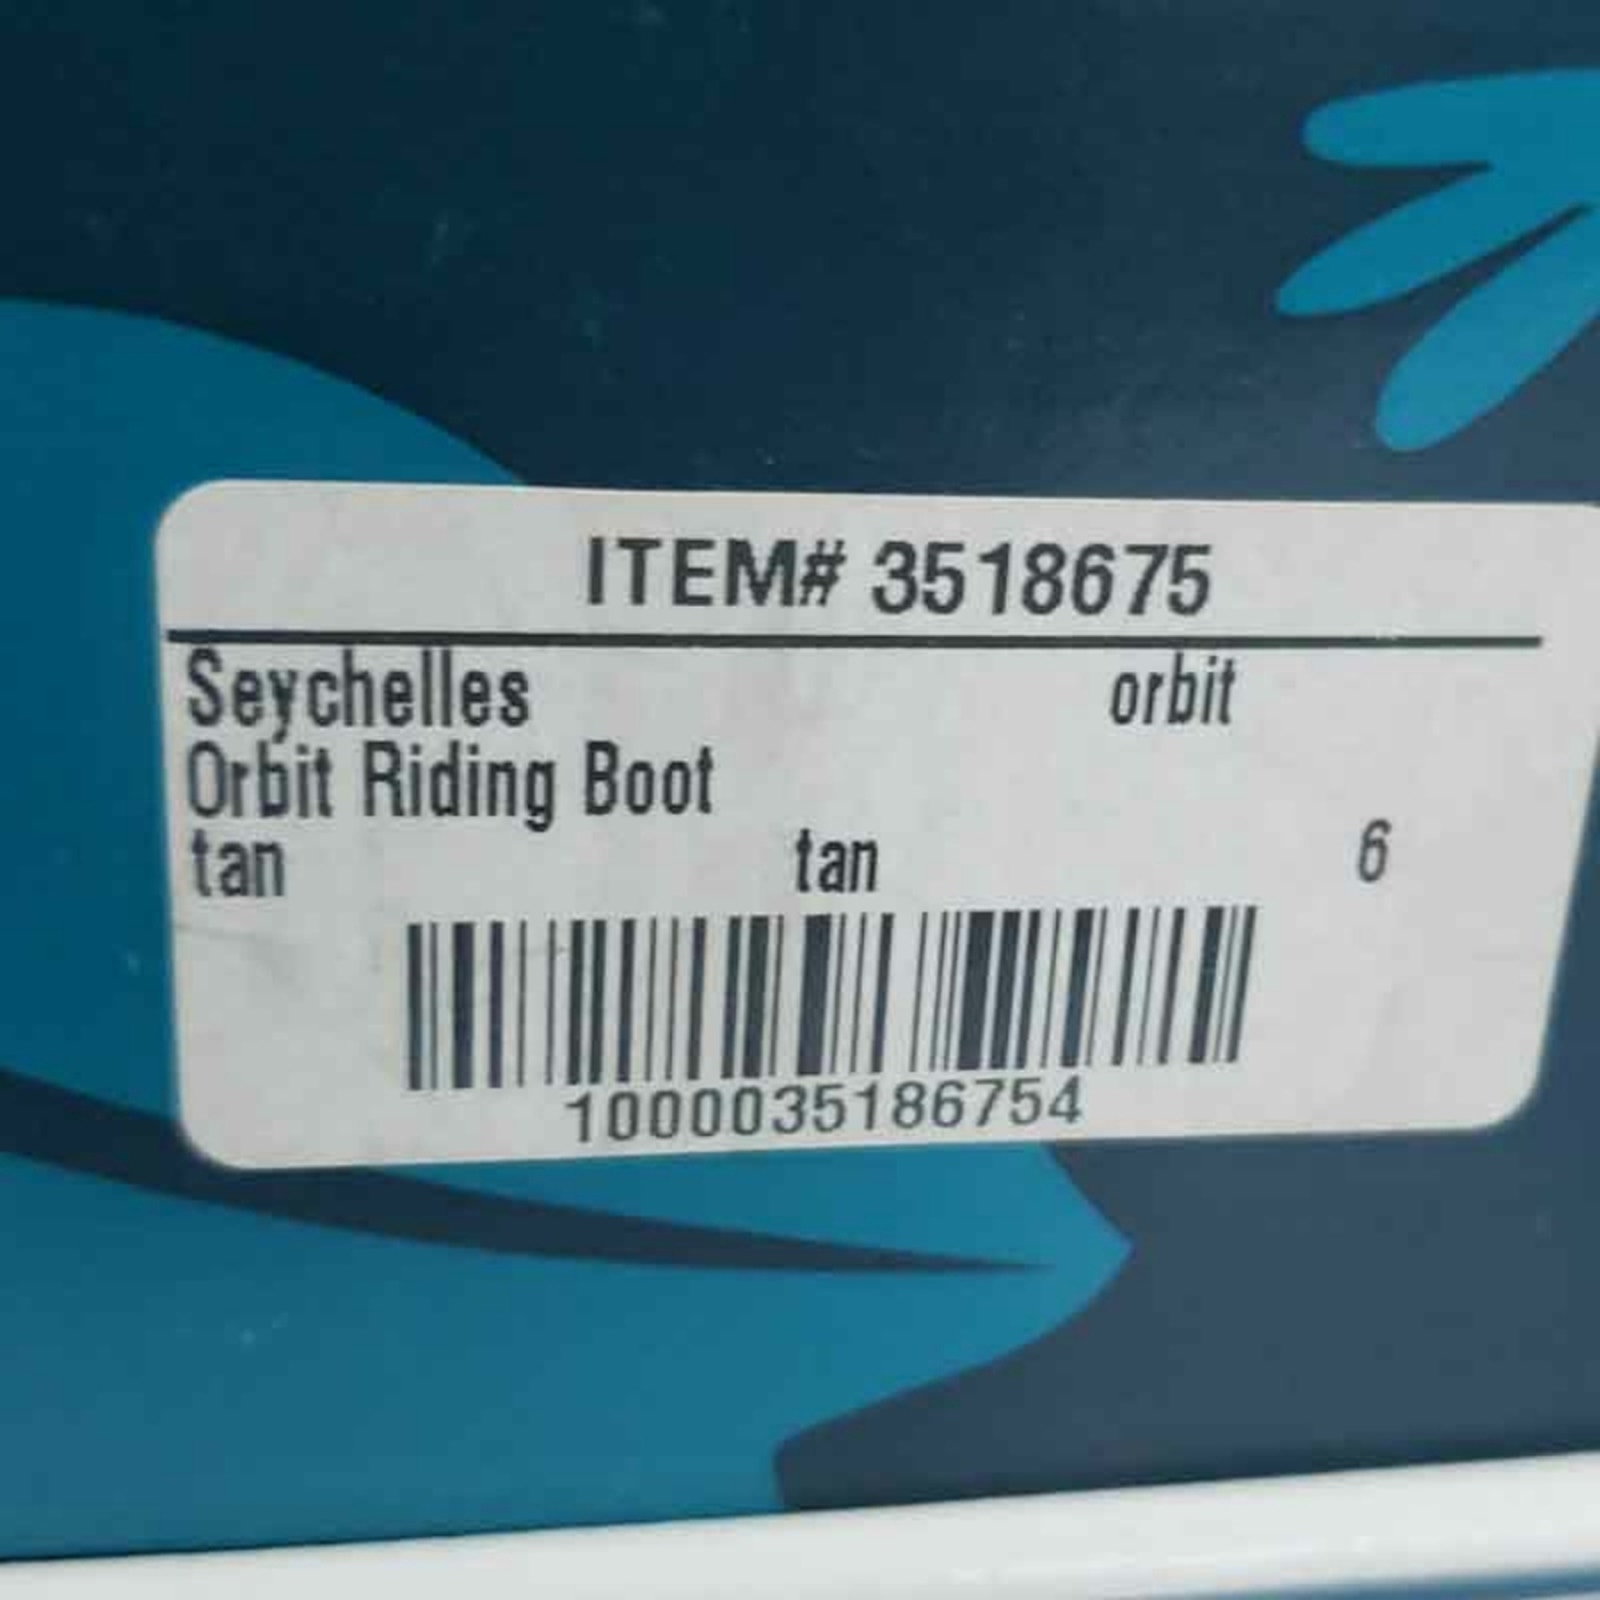 ITEM# 3518675
Seychelles orbit
Orbit Riding Boot
tan tan 6
1000035186754